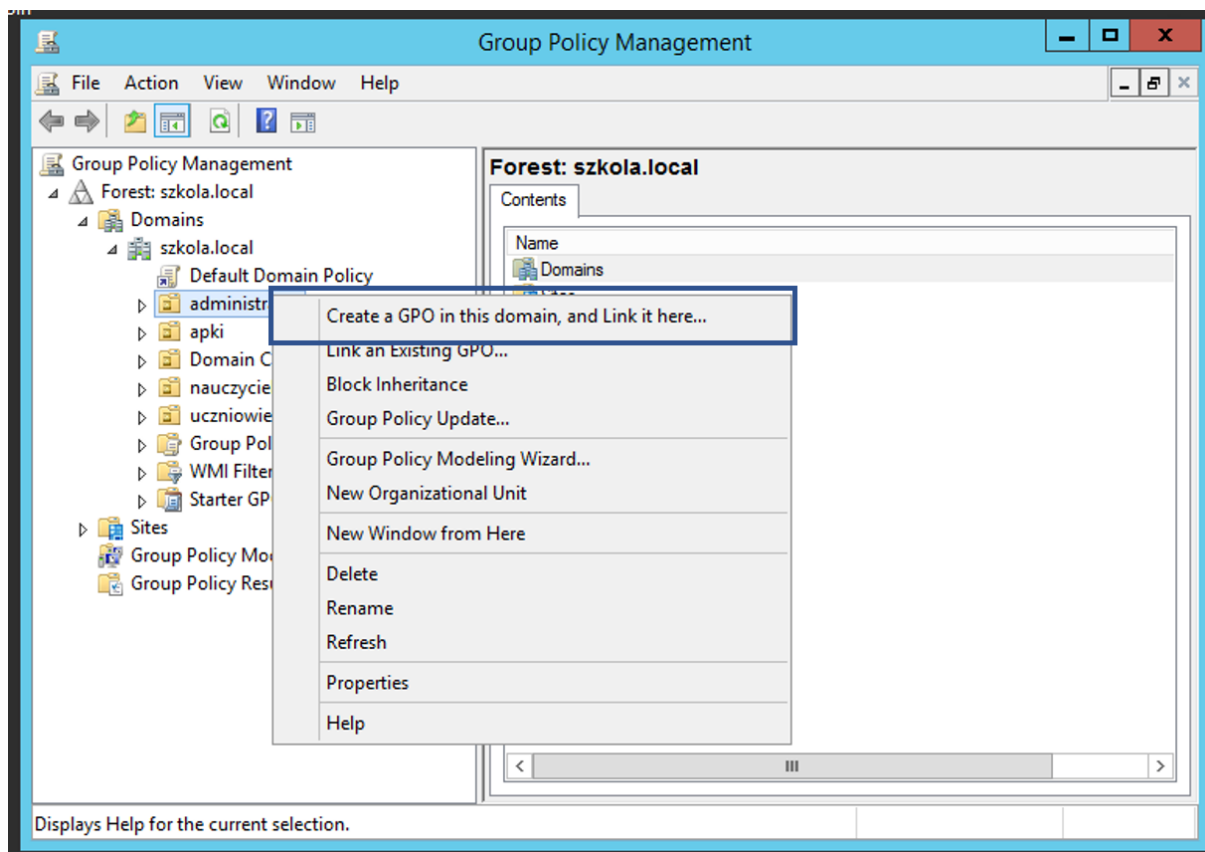 Group Policy Management
File Action View Window Help
Group Policy Management
Forest: szkola.local
Domains
szkola.local
Default Domain Policy
administr
apki
Domain C
nauczycie
uczniowie
Group Pol
WMI Filter
Starter GP
Sites
Group Policy Mo
Group Policy Res
Forest: szkola.local
Contents
Name
Domains
Create a GPO in this domain, and Link it here...
Link an Existing GPO...
Block Inheritance
Group Policy Update...
Group Policy Modeling Wizard...
New Organizational Unit
New Window from Here
Delete
Rename
Refresh
Properties
Help
Displays Help for the current selection.